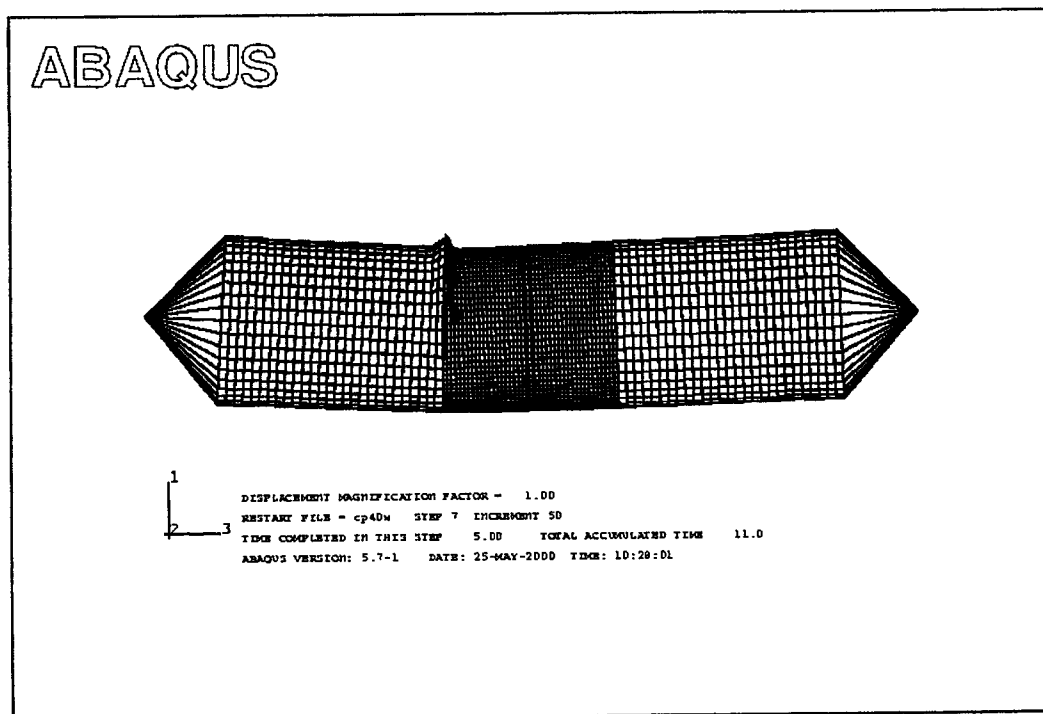 ABAQUS
1
2 3
DISPLACEMENT MAGNIFICATION FACTOR = 1.00
RESTART FILE = cp40w STEP 7 INCREMENT 50
TIME COMPLETED IN THIS STEP 5.00 TOTAL ACCUMULATED TIME 11.0
ABAQUS VERSION: 5.7-1 DATE: 25-MAY-2000 TIME: 10:28:01